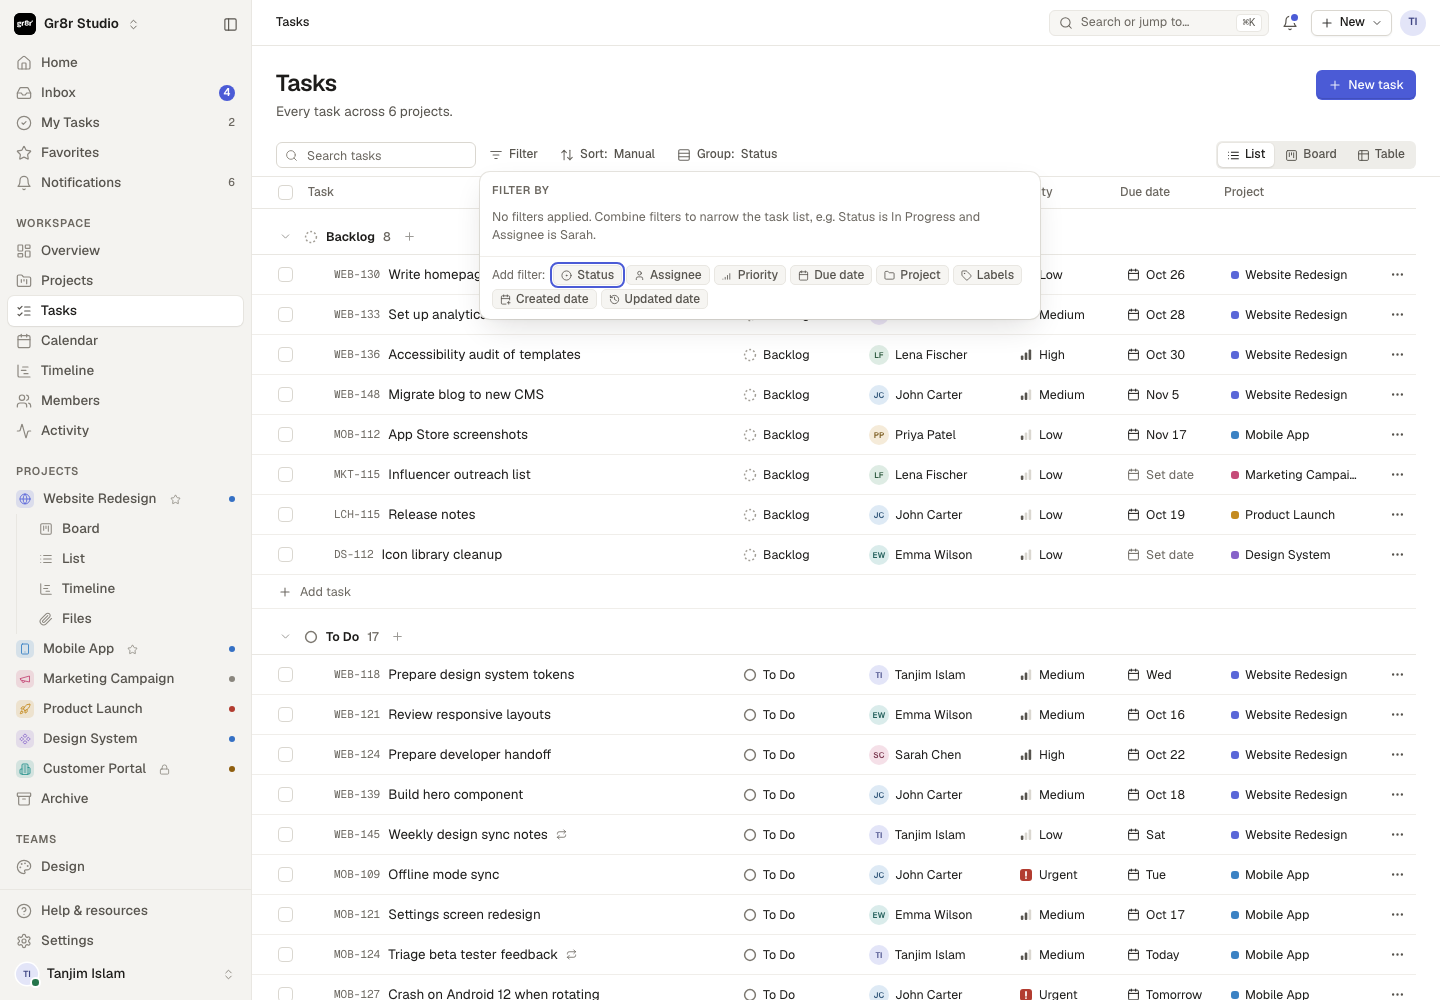 gr8r Gr8r Studio
Home
Inbox 4
My Tasks 2
Favorites
Notifications 6
WORKSPACE
Overview
Projects
Tasks
Calendar
Timeline
Members
Activity
PROJECTS
Website Redesign
Board
List
Timeline
Files
Mobile App
Marketing Campaign
Product Launch
Design System
Customer Portal
Archive
TEAMS
Design
Help & resources
Settings
TI Tanjim Islam
Tasks Search or jump to... ⌘K New TI
Tasks
Every task across 6 projects.
New task
Search tasks Filter Sort: Manual Group: Status List Board Table
Task ty Due date Project
FILTER BY
No filters applied. Combine filters to narrow the task list, e.g. Status is In Progress and
Assignee is Sarah.
Add filter: Status Assignee Priority Due date Project Labels
Created date Updated date
Backlog 8
WEB-130 Write homepag Low Oct 26 Website Redesign
WEB-133 Set up analytics Backlog Medium Oct 28 Website Redesign
WEB-136 Accessibility audit of templates Backlog LF Lena Fischer High Oct 30 Website Redesign
WEB-148 Migrate blog to new CMS Backlog JC John Carter Medium Nov 5 Website Redesign
MOB-112 App Store screenshots Backlog PP Priya Patel Low Nov 17 Mobile App
MKT-115 Influencer outreach list Backlog LF Lena Fischer Low Set date Marketing Campai...
LCH-115 Release notes Backlog JC John Carter Low Oct 19 Product Launch
DS-112 Icon library cleanup Backlog EW Emma Wilson Low Set date Design System
Add task
To Do 17
WEB-118 Prepare design system tokens To Do TI Tanjim Islam Medium Wed Website Redesign
WEB-121 Review responsive layouts To Do EW Emma Wilson Medium Oct 16 Website Redesign
WEB-124 Prepare developer handoff To Do SC Sarah Chen High Oct 22 Website Redesign
WEB-139 Build hero component To Do JC John Carter Medium Oct 18 Website Redesign
WEB-145 Weekly design sync notes To Do TI Tanjim Islam Low Sat Website Redesign
MOB-109 Offline mode sync To Do JC John Carter Urgent Tue Mobile App
MOB-121 Settings screen redesign To Do EW Emma Wilson Medium Oct 17 Mobile App
MOB-124 Triage beta tester feedback To Do TI Tanjim Islam Medium Today Mobile App
MOB-127 Crash on Android 12 when rotating To Do JC John Carter Urgent Tomorrow Mobile App